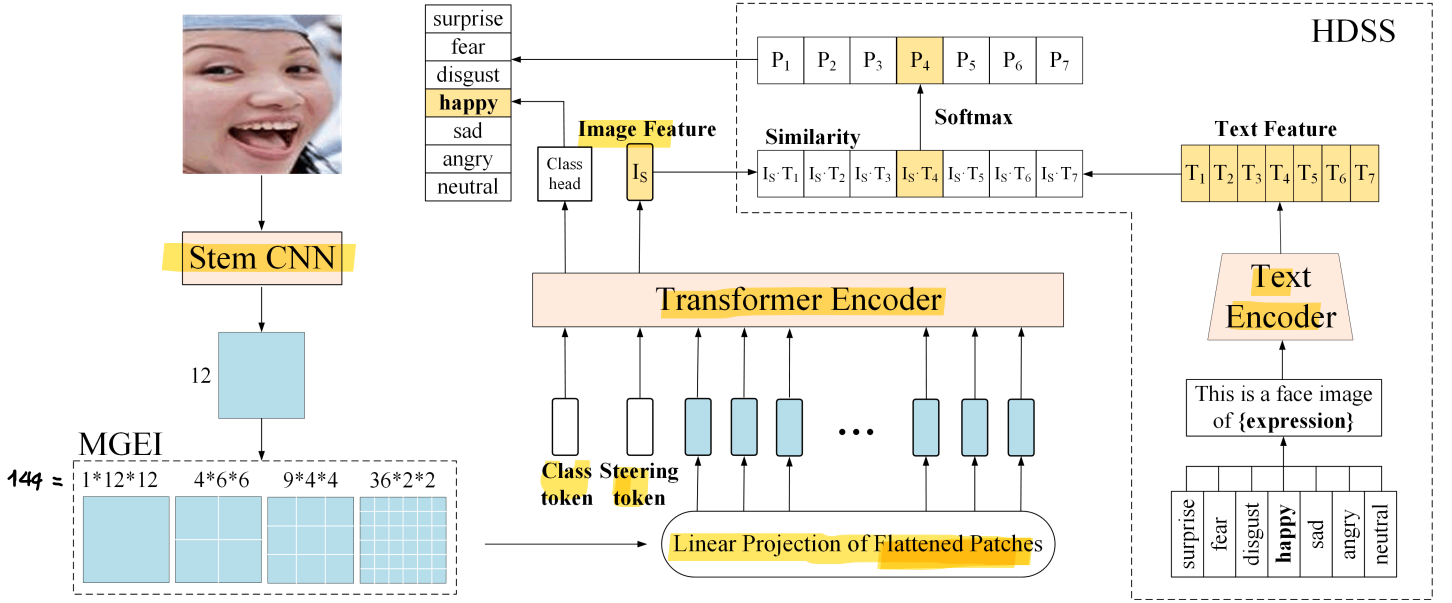 surprise
fear
disgust
happy
sad
angry
neutral
HDSS
P1 P2 P3 P4 P5 P6 P7
Softmax
Similarity
IS·T1 IS·T2 IS·T3 IS·T4 IS·T5 IS·T6 IS·T7
Text Feature
T1 T2 T3 T4 T5 T6 T7
Image Feature
Class
head
IS
Stem CNN
Transformer Encoder
Text
Encoder
12
This is a face image
of {expression}
MGEI
144 = 1*12*12 4*6*6 9*4*4 36*2*2
Class
token
Steering
token
...
Linear Projection of Flattened Patches
surprise
fear
disgust
happy
sad
angry
neutral